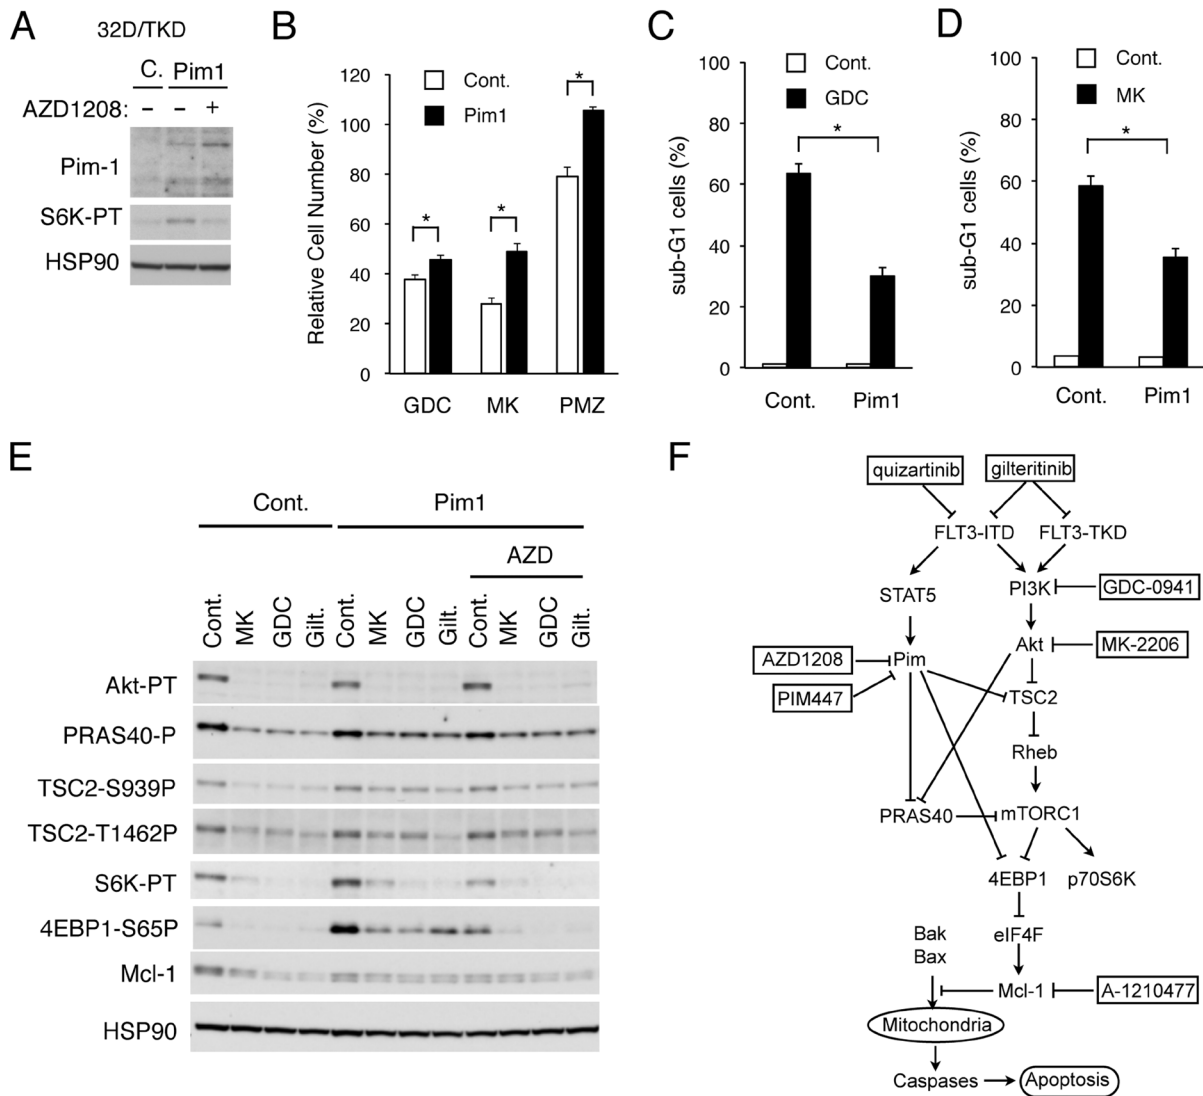 A
32D/TKD
C. Pim1
AZD1208: – – +
Pim-1
S6K-PT
HSP90
B
Relative Cell Number (%)
120
100
80
60
40
20
0
Cont.
Pim1
*
*
*
GDC MK PMZ
C
sub-G1 cells (%)
100
80
60
40
20
0
Cont.
GDC
*
Cont. Pim1
D
sub-G1 cells (%)
100
80
60
40
20
0
Cont.
MK
*
Cont. Pim1
E
Cont. Pim1
AZD
Cont. MK GDC Gilt. Cont. MK GDC Gilt. Cont. MK GDC Gilt.
Akt-PT
PRAS40-P
TSC2-S939P
TSC2-T1462P
S6K-PT
4EBP1-S65P
Mcl-1
HSP90
F
quizartinib gilteritinib
FLT3-ITD FLT3-TKD
STAT5 PI3K GDC-0941
AZD1208 Pim Akt MK-2206
PIM447 TSC2
Rheb
PRAS40 mTORC1
4EBP1 p70S6K
Bak eIF4F
Bax
Mcl-1 A-1210477
Mitochondria
Caspases Apoptosis